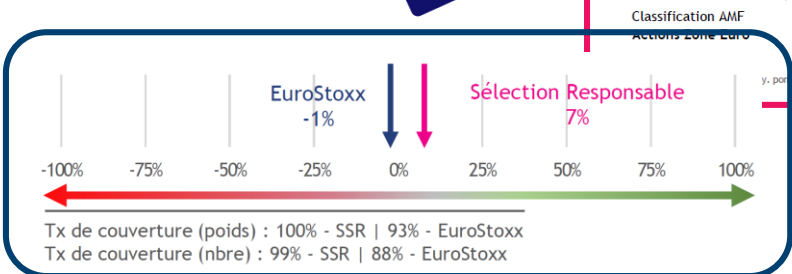 Classification AMF
Actions Zone Euro
y. por
EuroStoxx
-1%
Sélection Responsable
7%
-100% -75% -50% -25% 0% 25% 50% 75% 100%
Tx de couverture (poids) : 100% - SSR | 93% - EuroStoxx
Tx de couverture (nbre) : 99% - SSR | 88% - EuroStoxx